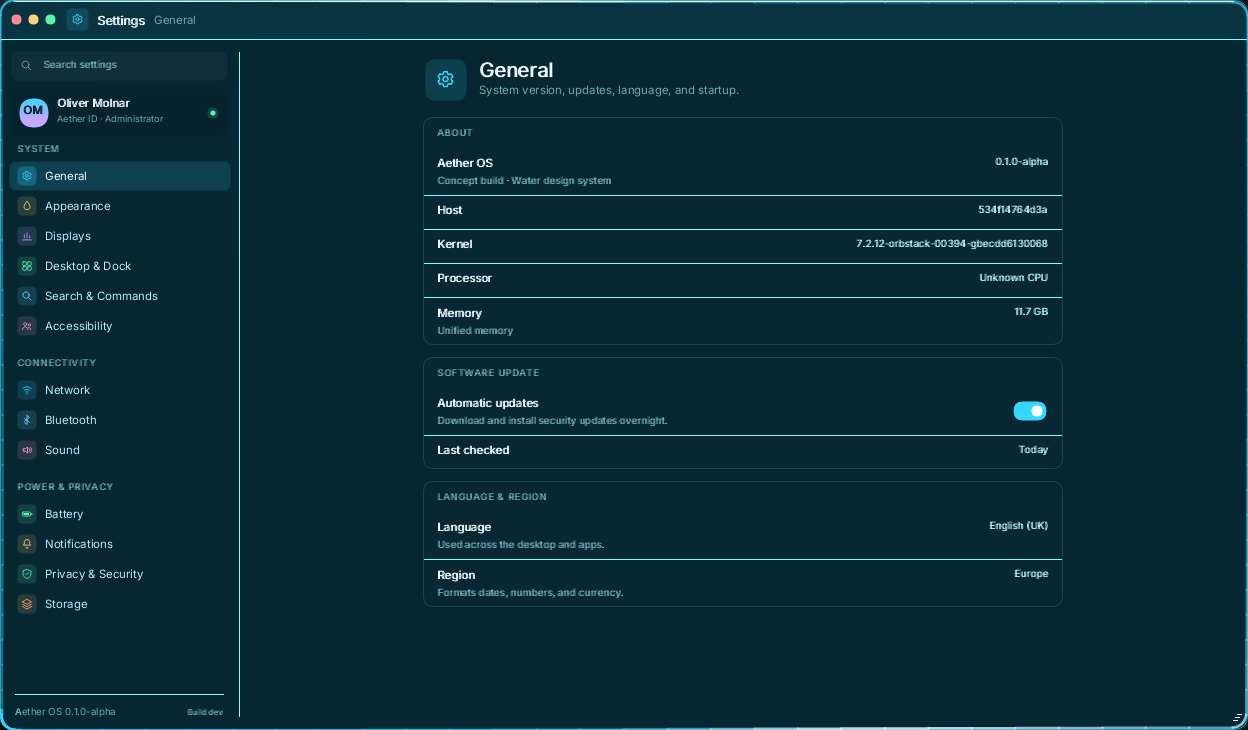 Settings General
Search settings
OM
Oliver Molnar
Aether ID · Administrator
SYSTEM
General
Appearance
Displays
Desktop & Dock
Search & Commands
Accessibility
CONNECTIVITY
Network
Bluetooth
Sound
POWER & PRIVACY
Battery
Notifications
Privacy & Security
Storage
Aether OS 0.1.0-alpha
Build dev
General
System version, updates, language, and startup.
ABOUT
Aether OS 0.1.0-alpha
Concept build · Water design system
Host 534f14764d3a
Kernel 7.2.12-orbstack-00394-gbecdd6130068
Processor Unknown CPU
Memory 11.7 GB
Unified memory
SOFTWARE UPDATE
Automatic updates
Download and install security updates overnight.
Last checked Today
LANGUAGE & REGION
Language English (UK)
Used across the desktop and apps.
Region Europe
Formats dates, numbers, and currency.